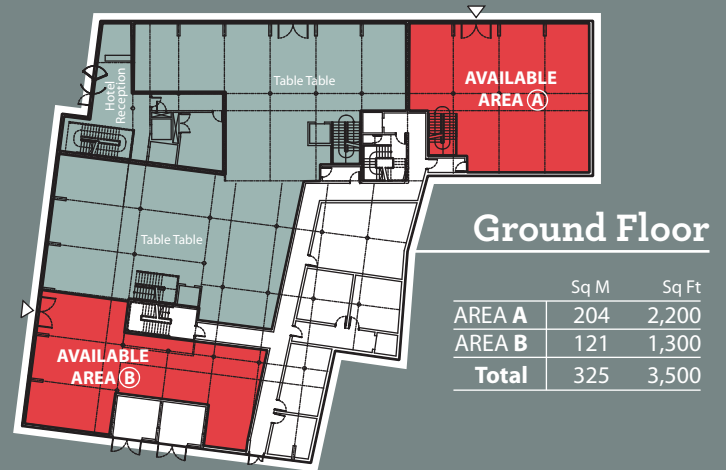 Hotel
Reception
Table Table
AVAILABLE
AREA Ⓐ
Table Table
AVAILABLE
AREA Ⓑ
Ground Floor
Sq M Sq Ft
AREA A 204 2,200
AREA B 121 1,300
Total 325 3,500